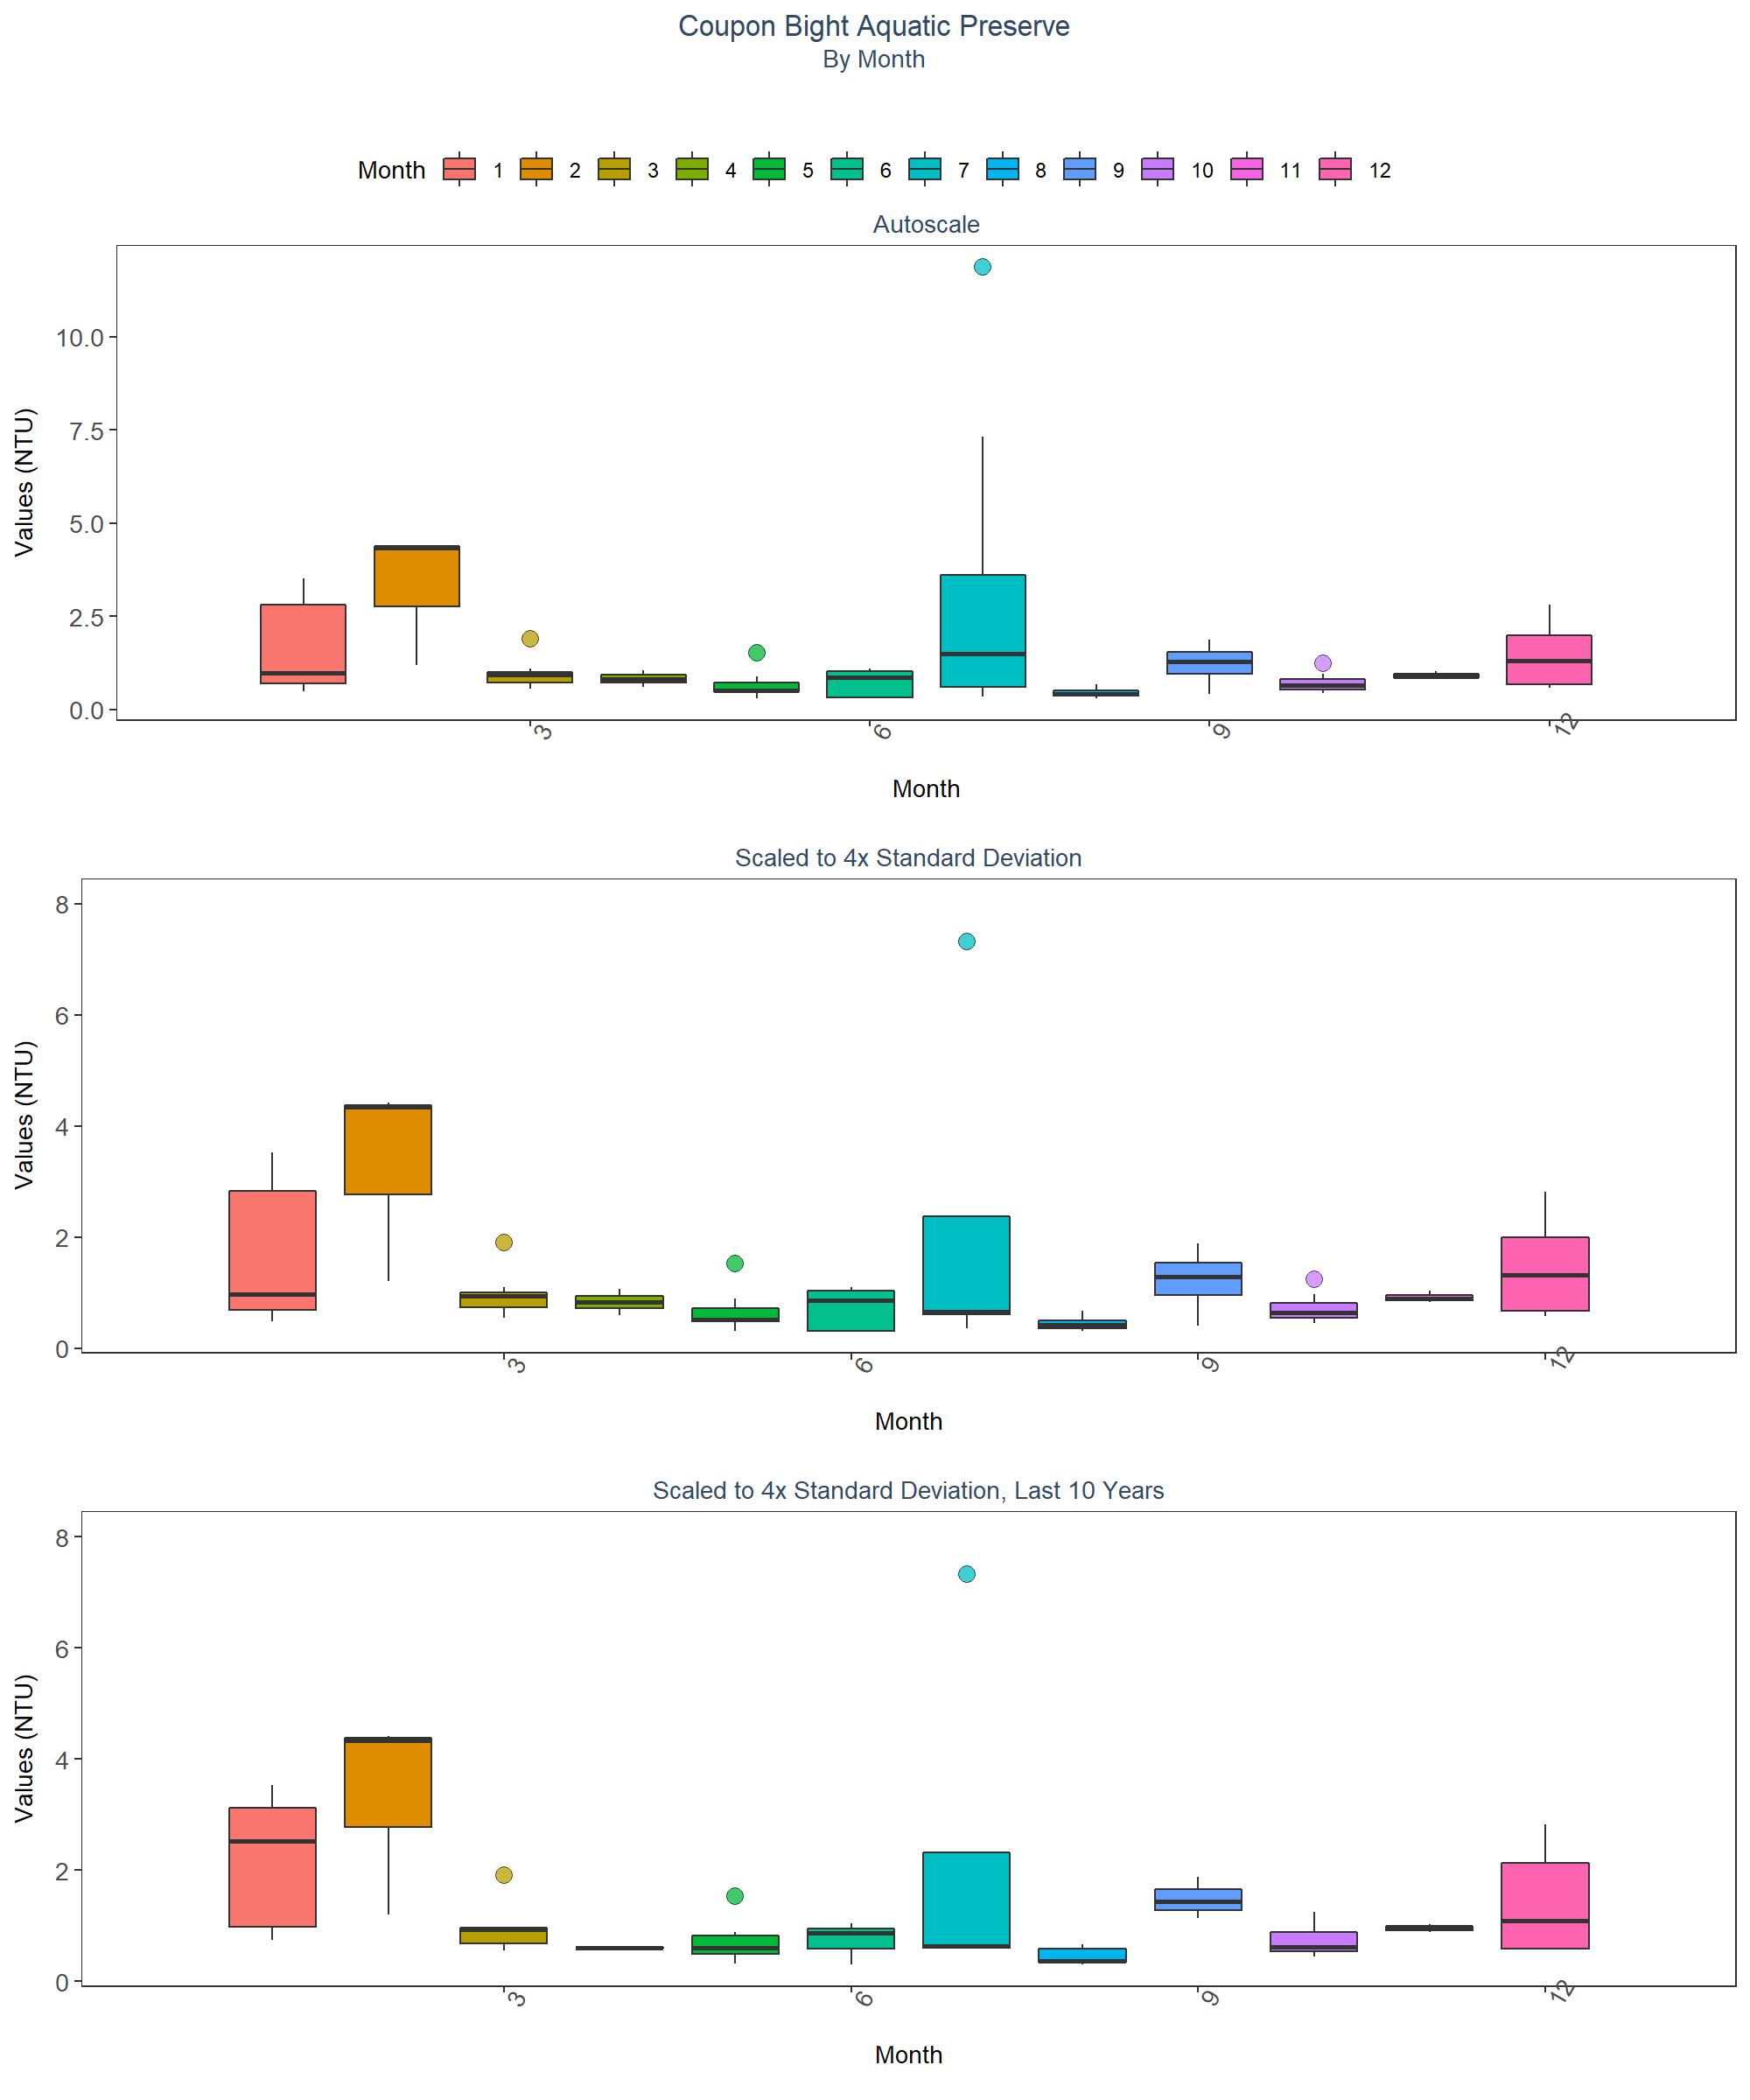 Coupon Bight Aquatic Preserve
By Month
Month 1 2 3 4 5 6 7 8 9 10 11 12
Autoscale
Values (NTU)
10.0
7.5
5.0
2.5
0.0
3 6 9 12
Month
Scaled to 4x Standard Deviation
Values (NTU)
8
6
4
2
0
3 6 9 12
Month
Scaled to 4x Standard Deviation, Last 10 Years
Values (NTU)
8
6
4
2
0
3 6 9 12
Month